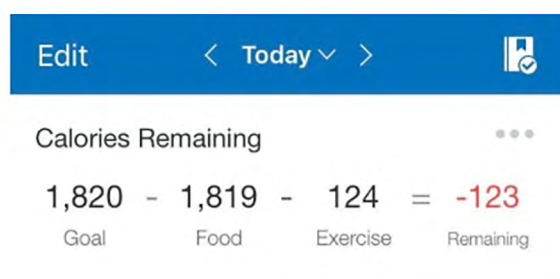 Edit < Today >
Calories Remaining
1,820 - 1,819 - 124 = -123
Goal Food Exercise Remaining